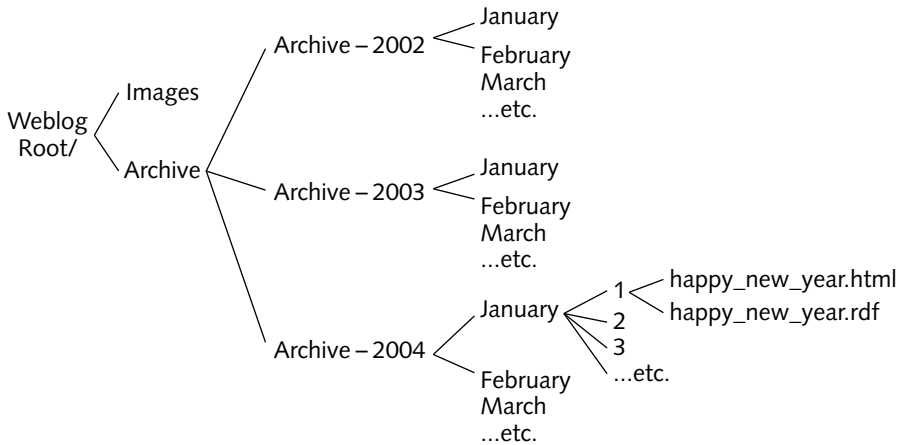 Weblog
Root/
Images
Archive
Archive – 2002
January
February
March
...etc.
Archive – 2003
January
February
March
...etc.
Archive – 2004
January
1
happy_new_year.html
happy_new_year.rdf
2
3
...etc.
February
March
...etc.